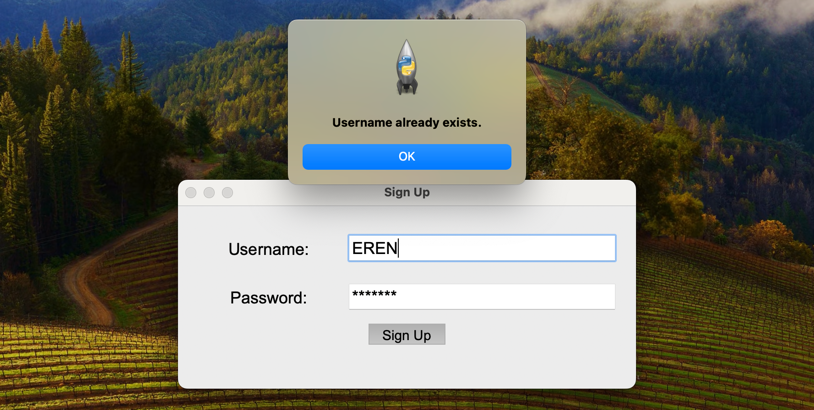 Username already exists.
OK
Sign Up
Username: EREN
Password: *******
Sign Up